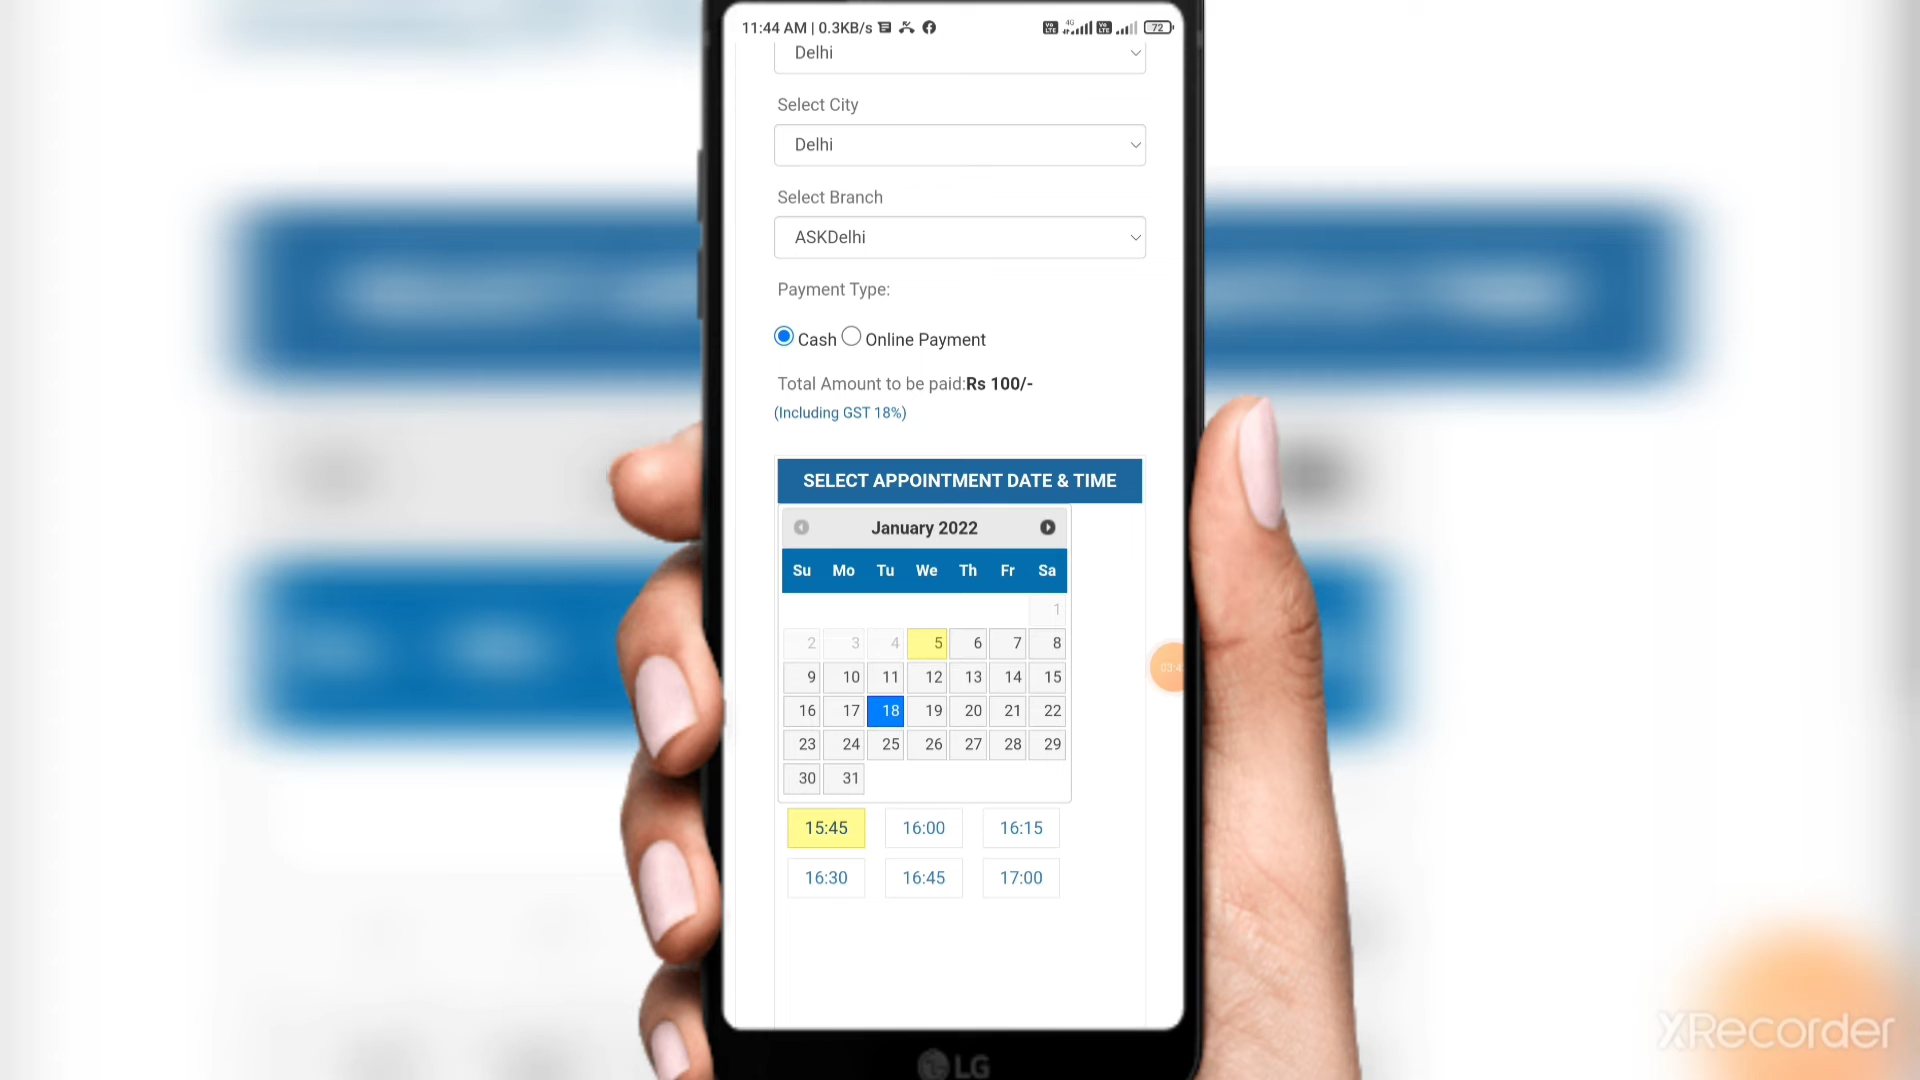 11:44 AM | 0.3KB/s
4G
72
Delhi
Select City
Delhi
Select Branch
ASKDelhi
Payment Type:
Cash Online Payment
Total Amount to be paid:Rs 100/-
(Including GST 18%)
SELECT APPOINTMENT DATE & TIME
January 2022
Su Mo Tu We Th Fr Sa
1
2 3 4 5 6 7 8
9 10 11 12 13 14 15
16 17 18 19 20 21 22
23 24 25 26 27 28 29
30 31
15:45 16:00 16:15
16:30 16:45 17:00
LG
XRecorder